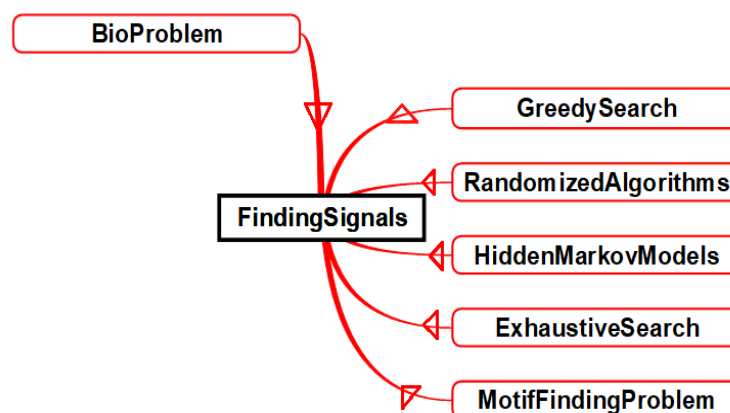 BioProblem
GreedySearch
RandomizedAlgorithms
FindingSignals
HiddenMarkovModels
ExhaustiveSearch
MotifFindingProblem